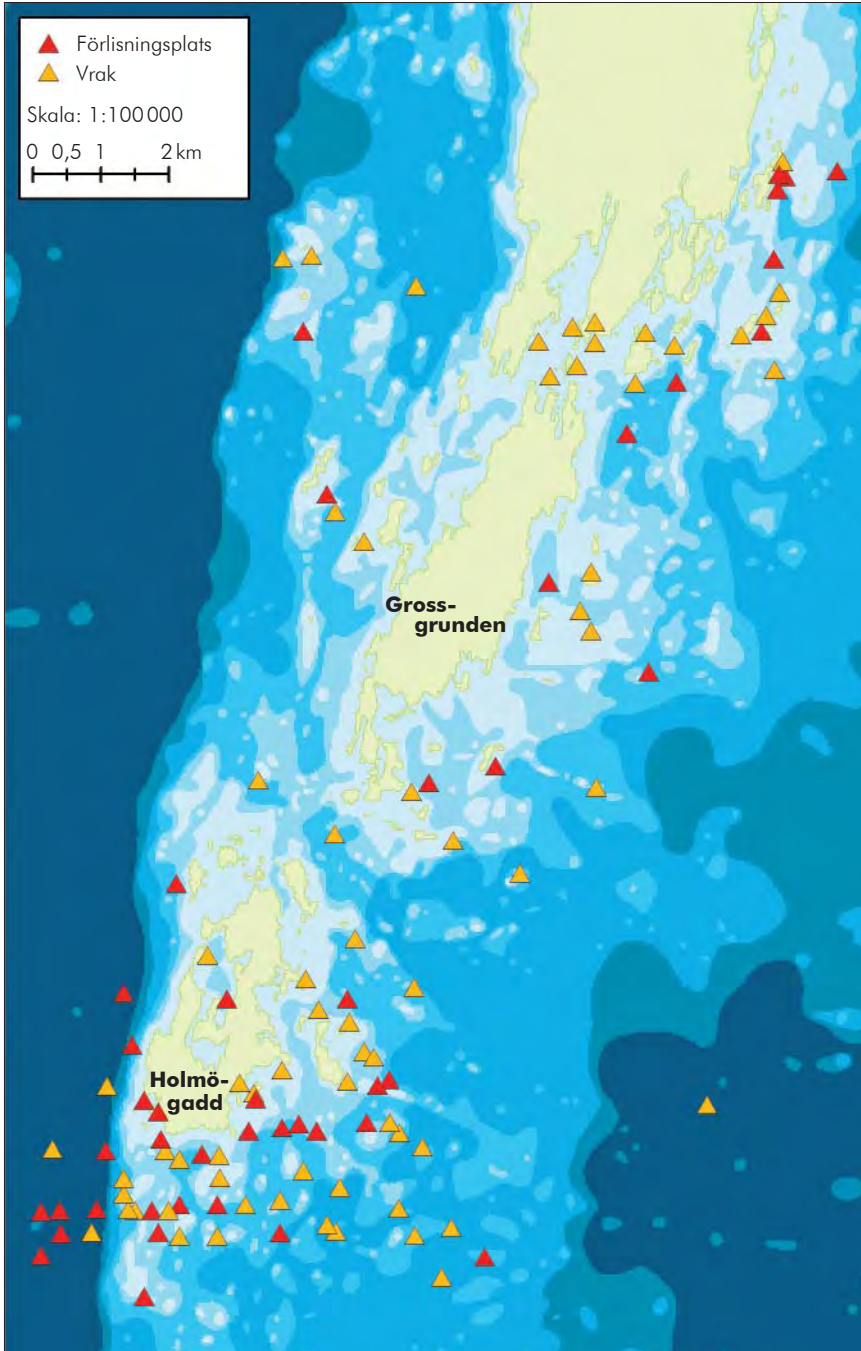 Förlisningsplats
Vrak
Skala: 1:100 000
0 0,5 1 2 km
Gross-
grunden
Holmö-
gadd